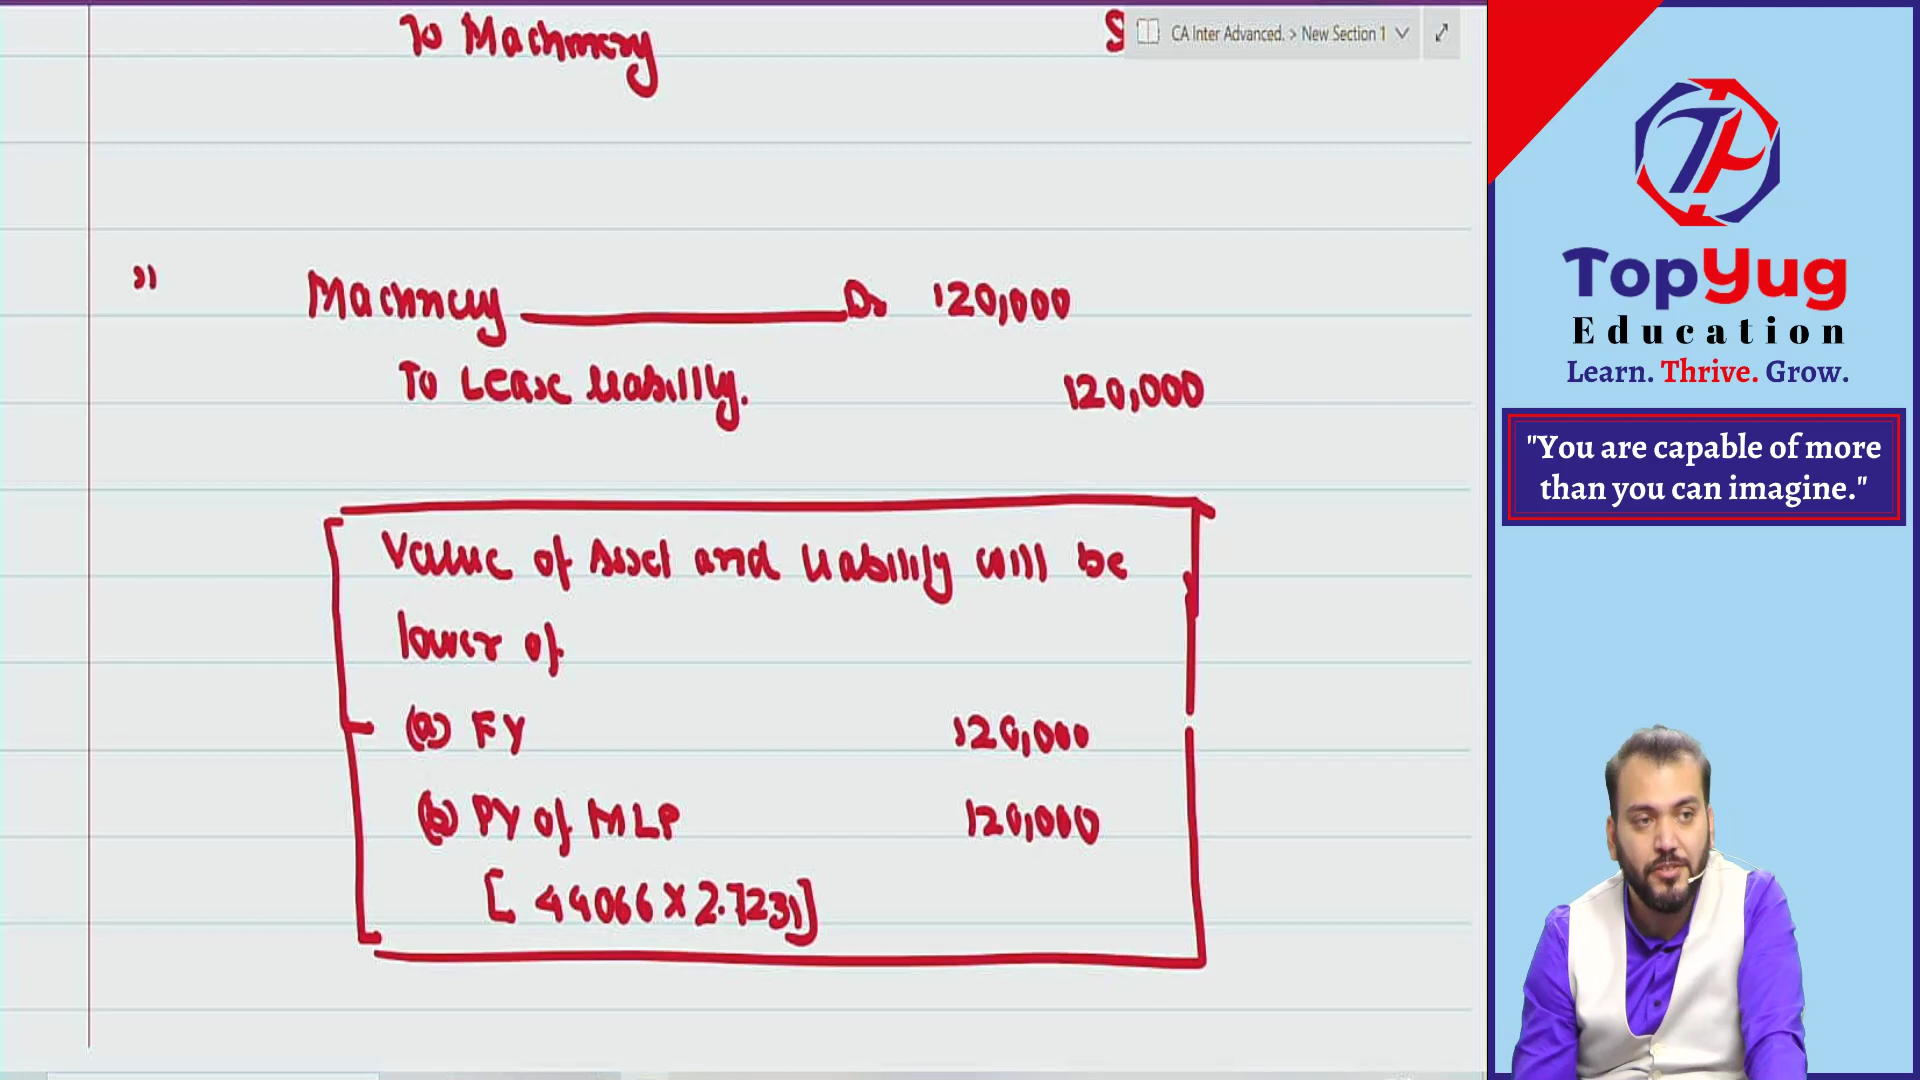 To Machinery
S
CA Inter Advanced. > New Section 1
Machinery Dr 120,000
To Lease liability. 120,000
Value of Asset and liability will be
lower of
(a) FV 120,000
(b) PV of MLP 120,000
[44066 X 2.7231]
TopYug
Education
Learn. Thrive. Grow.
"You are capable of more
than you can imagine."